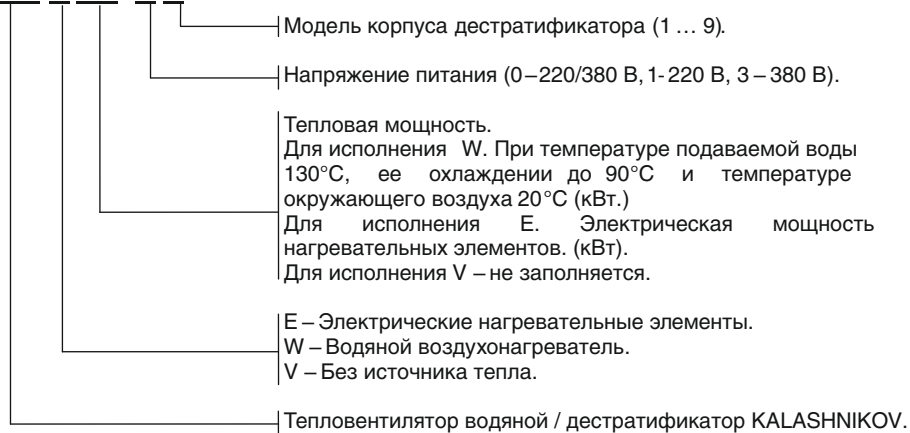 Модель корпуса дестратификатора (1 ... 9).
Напряжение питания (0–220/380 В, 1- 220 В, 3 – 380 В).
Тепловая мощность.
Для исполнения W. При температуре подаваемой воды
130°C, ее охлаждении до 90°C и температуре
окружающего воздуха 20°C (кВт.)
Для исполнения E. Электрическая мощность
нагревательных элементов. (кВт).
Для исполнения V – не заполняется.
E – Электрические нагревательные элементы.
W – Водяной воздухонагреватель.
V – Без источника тепла.
Тепловентилятор водяной / дестратификатор KALASHNIKOV.